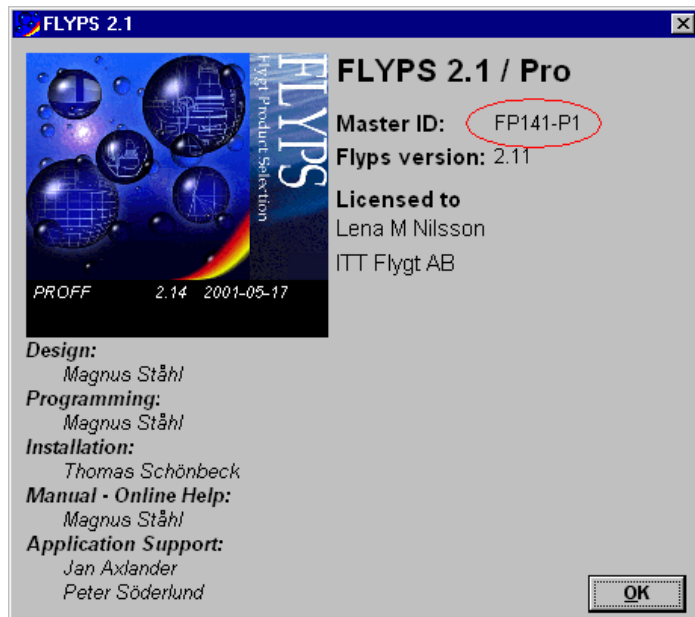 FLYPS 2.1
FLYPS
Flygt Product Selection
PROFF 2.14 2001-05-17
FLYPS 2.1 / Pro
Master ID: FP141-P1
Flyps version: 2.11
Licensed to
Lena M Nilsson
ITT Flygt AB
Design:
Magnus Ståhl
Programming:
Magnus Ståhl
Installation:
Thomas Schönbeck
Manual - Online Help:
Magnus Ståhl
Application Support:
Jan Axlander
Peter Söderlund
OK